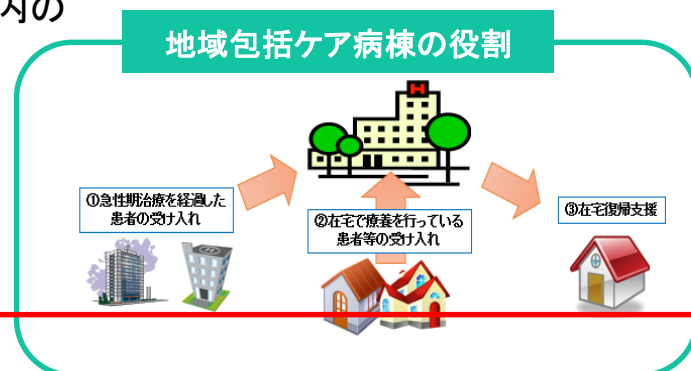 内の
地域包括ケア病棟の役割
H
①急性期治療を経過した
患者の受け入れ
②在宅で療養を行っている
患者等の受け入れ
③在宅復帰支援